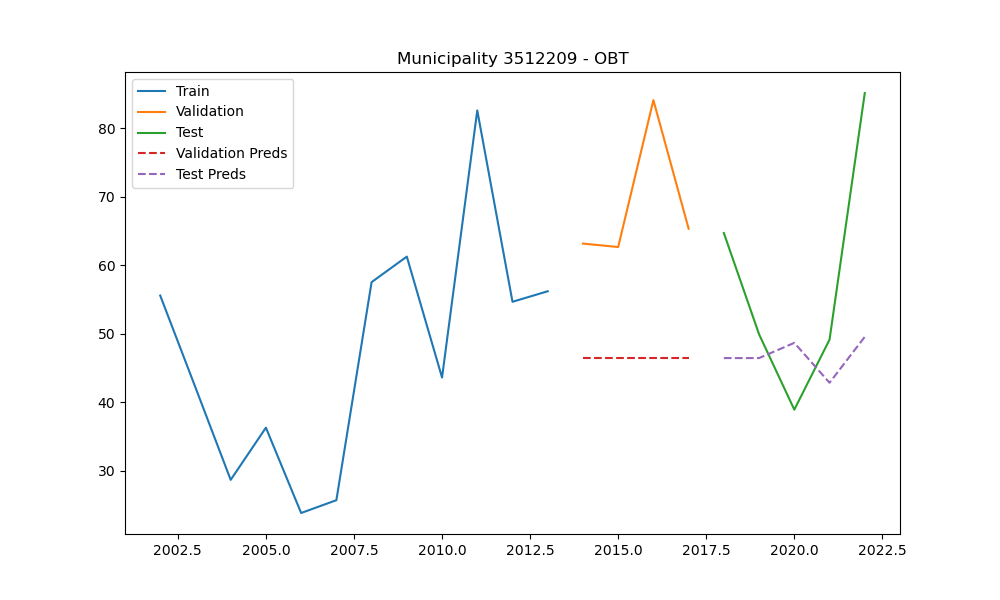 Municipality 3512209 - OBT
Train
Validation
Test
Validation Preds
Test Preds
80
70
60
50
40
30
2002.5 2005.0 2007.5 2010.0 2012.5 2015.0 2017.5 2020.0 2022.5